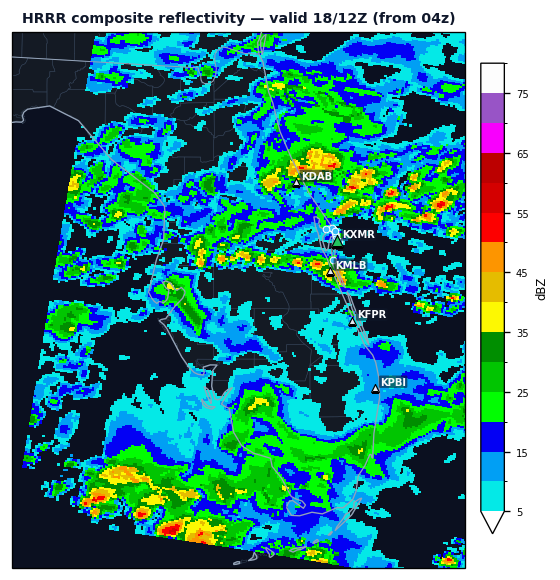 HRRR composite reflectivity — valid 18/12Z (from 04z)
KDAB
KXMR
KMLB
KFPR
KPBI
75
65
55
45
35
25
15
5
dBZ